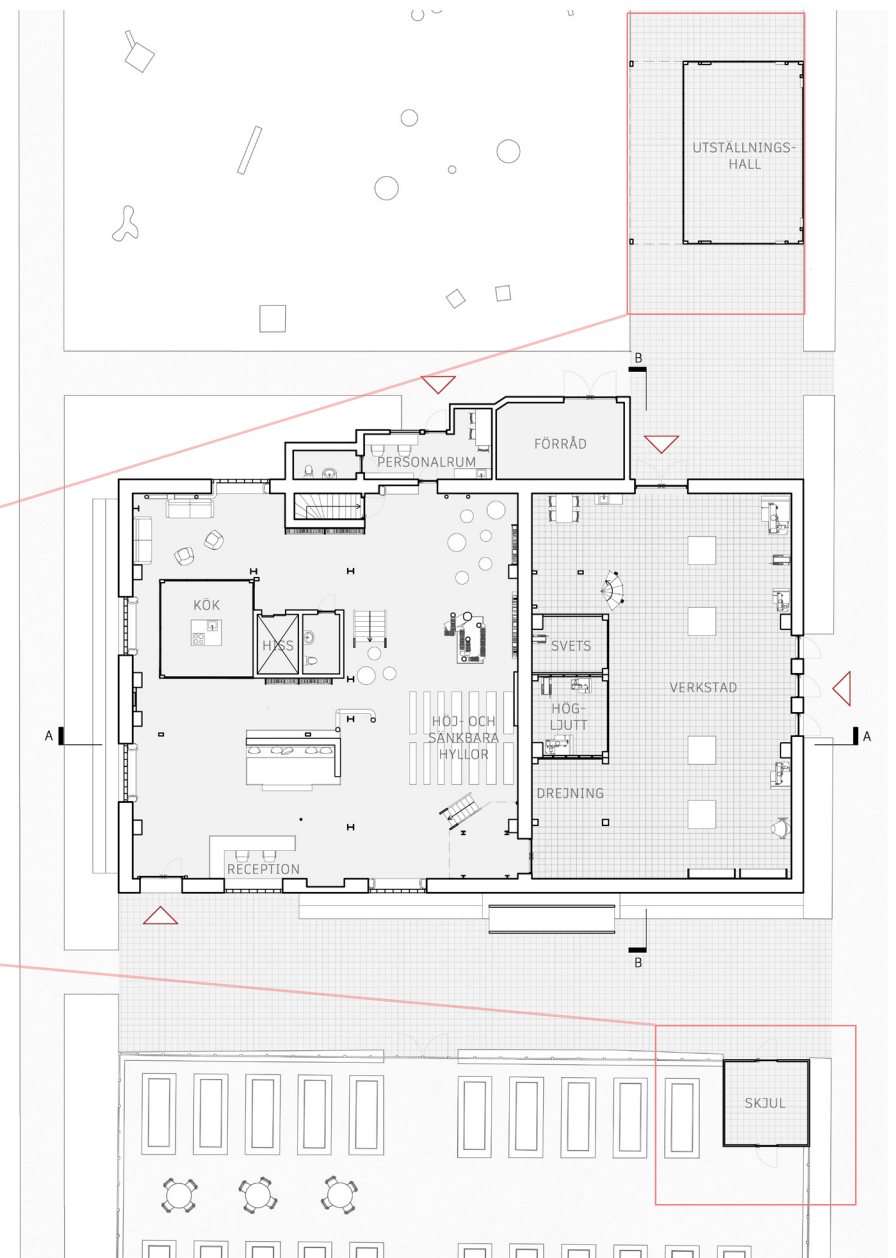 UTSTÄLLNINGS-
HALL
B
FÖRRÅD
PERSONALRUM
KÖK
HISS
SVETS
VERKSTAD
HÖG-
LJUTT
HÖJ- OCH
SÄNKBARA
HYLLOR
A
A
DREJNING
RECEPTION
B
SKJUL